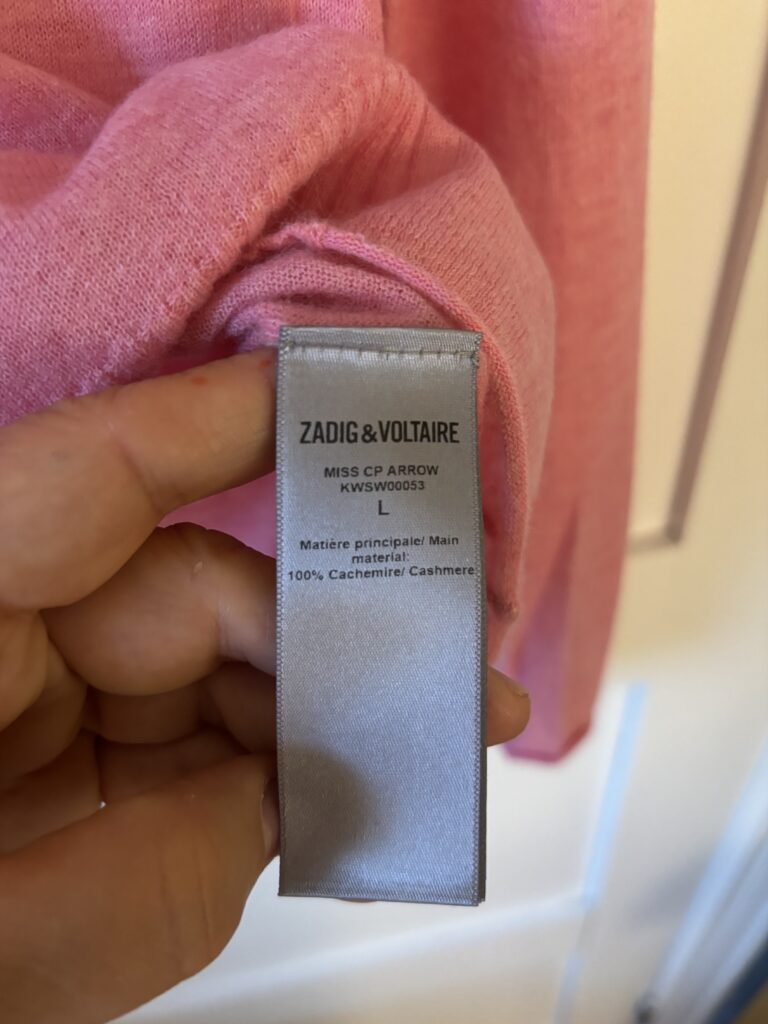 ZADIG&VOLTAIRE
MISS CP ARROW
KWSW00053
L
Matière principale/ Main
material:
100% Cachemire/ Cashmere